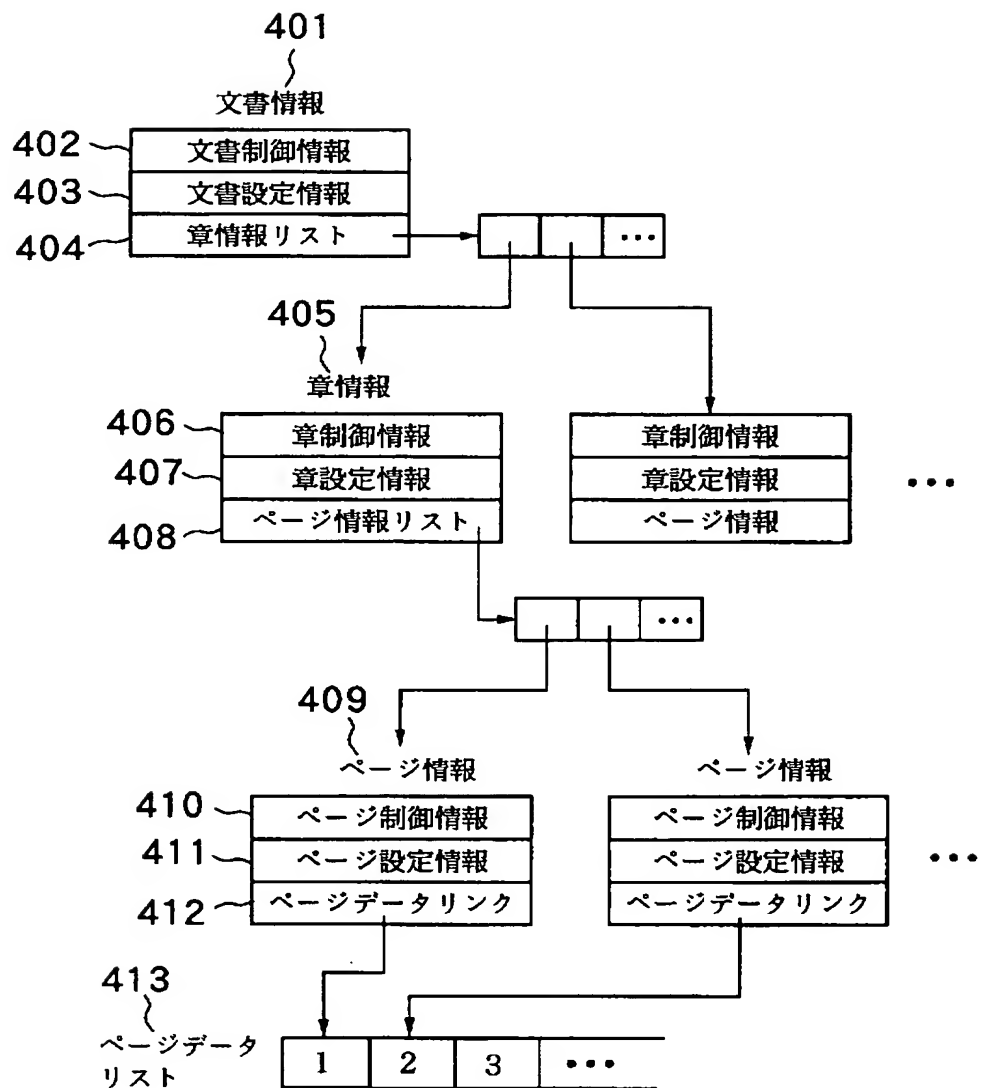 401
文書情報
402 文書制御情報
403 文書設定情報
404 章情報リスト
•••
405
章情報
406 章制御情報 章制御情報
407 章設定情報 章設定情報 •••
408 ページ情報リスト ページ情報
•••
409
ページ情報 ページ情報
410 ページ制御情報 ページ制御情報
411 ページ設定情報 ページ設定情報 •••
412 ページデータリンク ページデータリンク
413
ページデータ
リスト
1 2 3 •••